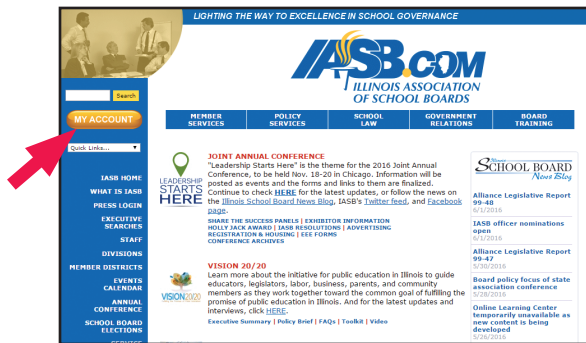 LIGHTING THE WAY TO EXCELLENCE IN SCHOOL GOVERNANCE
IASB.COM
ILLINOIS ASSOCIATION
OF SCHOOL BOARDS
Search
MY ACCOUNT
Quick Links...
IASB HOME
WHAT IS IASB
PRESS LOGIN
EXECUTIVE
SEARCHES
STAFF
DIVISIONS
MEMBER DISTRICTS
EVENTS
CALENDAR
ANNUAL
CONFERENCE
SCHOOL BOARD
ELECTIONS
SERVICE
MEMBER
SERVICES
POLICY
SERVICES
SCHOOL
LAW
GOVERNMENT
RELATIONS
BOARD
TRAINING
LEADERSHIP
STARTS
HERE
JOINT ANNUAL CONFERENCE
"Leadership Starts Here" is the theme for the 2016 Joint Annual
Conference, to be held Nov. 18-20 in Chicago. Information will be
posted as events and the forms and links to them are finalized.
Continue to check HERE for the latest updates, or follow the news on
the Illinois School Board News Blog, IASB's Twitter feed, and Facebook
page.
SHARE THE SUCCESS PANELS | EXHIBITOR INFORMATION
HOLLY JACK AWARD | IASB RESOLUTIONS | ADVERTISING
REGISTRATION & HOUSING | EEE FORMS
CONFERENCE ARCHIVES
VISION 20/20
VISION 20/20
Learn more about the initiative for public education in Illinois to guide
educators, legislators, labor, business, parents, and community
members as they work together toward the common goal of fulfilling the
promise of public education in Illinois. And for the latest updates and
interviews, click HERE.
Executive Summary | Policy Brief | FAQs | Toolkit | Video
Illinois
SCHOOL BOARD
News Blog
Alliance Legislative Report
99-48
6/1/2016
IASB officer nominations
open
6/1/2016
Alliance Legislative Report
99-47
5/30/2016
Board policy focus of state
association conference
5/28/2016
Online Learning Center
temporarily unavailable as
new content is being
developed
5/26/2016